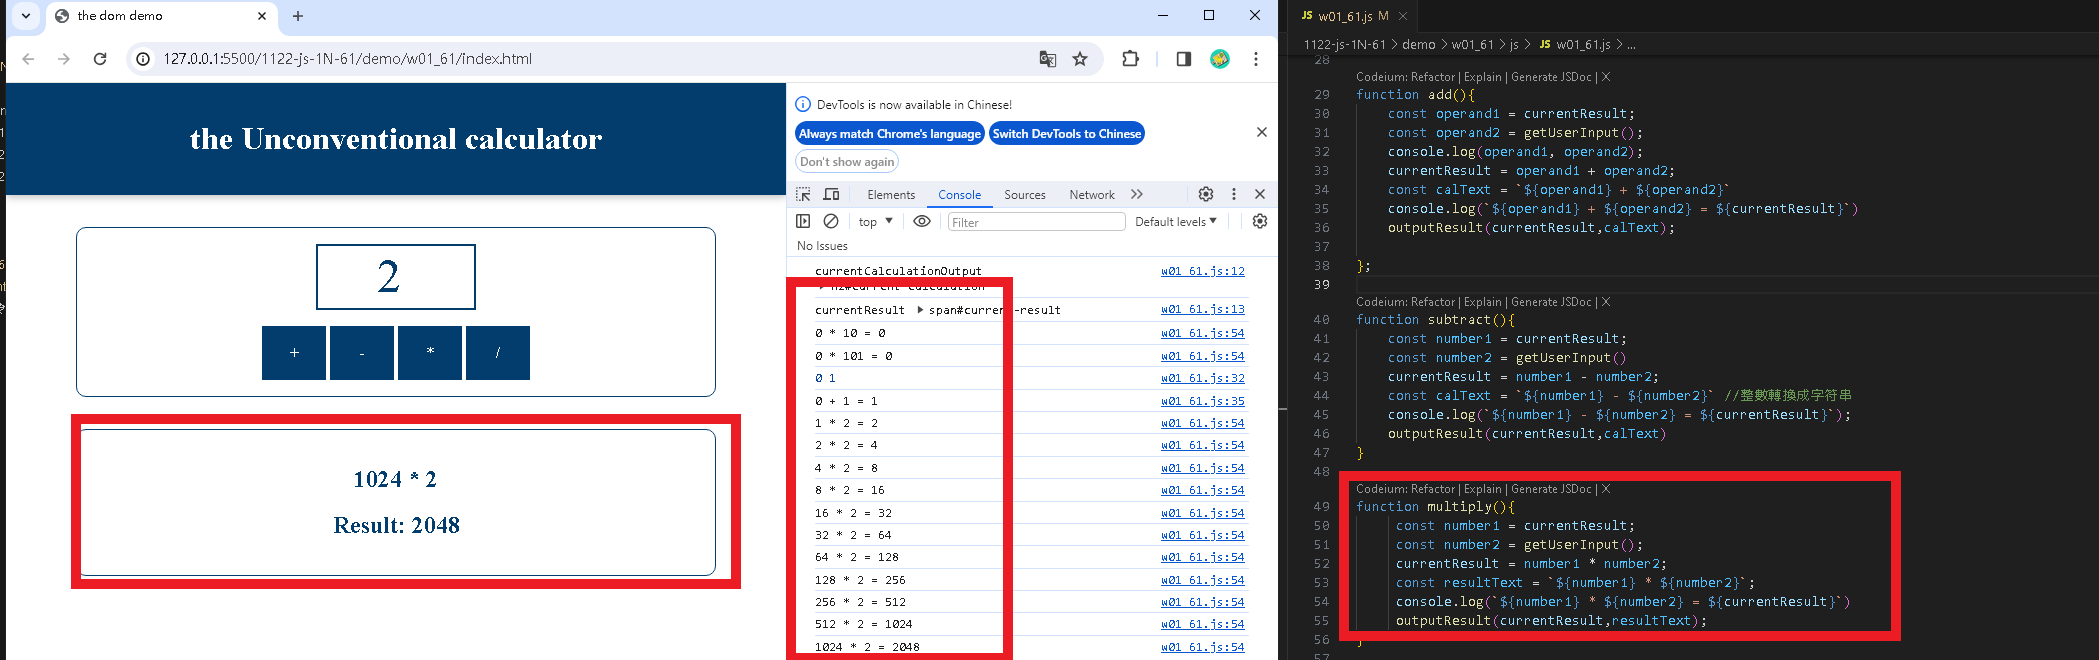 the dom demo
127.0.0.1:5500/1122-js-1N-61/demo/w01_61/index.html
the Unconventional calculator
2
+ - * /
1024 * 2
Result: 2048
DevTools is now available in Chinese!
Always match Chrome's language
Switch DevTools to Chinese
Don't show again
Elements Console Sources Network
top Filter Default levels
No Issues
currentCalculationOutput w01_61.js:12
h2#current-calculation
currentResult span#current-result w01_61.js:13
0 * 10 = 0 w01_61.js:54
0 * 101 = 0 w01_61.js:54
0 1 w01_61.js:32
0 + 1 = 1 w01_61.js:35
1 * 2 = 2 w01_61.js:54
2 * 2 = 4 w01_61.js:54
4 * 2 = 8 w01_61.js:54
8 * 2 = 16 w01_61.js:54
16 * 2 = 32 w01_61.js:54
32 * 2 = 64 w01_61.js:54
64 * 2 = 128 w01_61.js:54
128 * 2 = 256 w01_61.js:54
256 * 2 = 512 w01_61.js:54
512 * 2 = 1024 w01_61.js:54
1024 * 2 = 2048 w01_61.js:54
JS w01_61.js M
1122-js-1N-61 > demo > w01_61 > js > JS w01_61.js > ...
28
Codeium: Refactor | Explain | Generate JSDoc | X
29 function add(){
30 const operand1 = currentResult;
31 const operand2 = getUserInput();
32 console.log(operand1, operand2);
33 currentResult = operand1 + operand2;
34 const calText = `${operand1} + ${operand2}`
35 console.log(`${operand1} + ${operand2} = ${currentResult}`)
36 outputResult(currentResult,calText);
37
38 };
39
Codeium: Refactor | Explain | Generate JSDoc | X
40 function subtract(){
41 const number1 = currentResult;
42 const number2 = getUserInput()
43 currentResult = number1 - number2;
44 const calText = `${number1} - ${number2}` //整數轉換成字符串
45 console.log(`${number1} - ${number2} = ${currentResult}`);
46 outputResult(currentResult,calText)
47 }
48
Codeium: Refactor | Explain | Generate JSDoc | X
49 function multiply(){
50 const number1 = currentResult;
51 const number2 = getUserInput();
52 currentResult = number1 * number2;
53 const resultText = `${number1} * ${number2}`;
54 console.log(`${number1} * ${number2} = ${currentResult}`)
55 outputResult(currentResult,resultText);
56 }
57